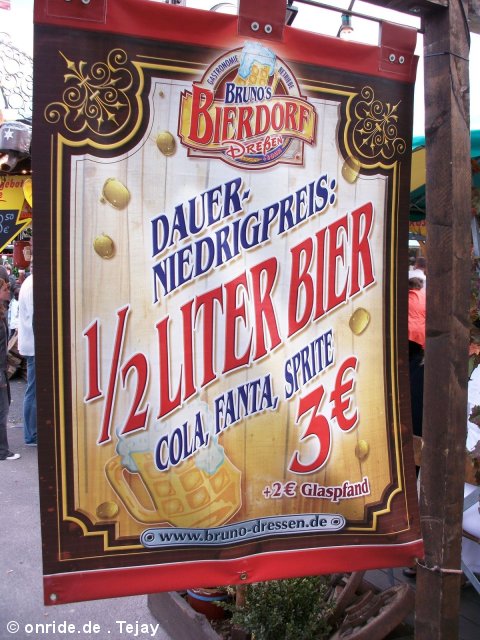 GASTRONOMIE BETRIEB
BRUNO'S
BIERDORF
DREßEN
DAUER-
NIEDRIGPREIS:
1/2 LITER BIER
COLA, FANTA, SPRITE
3€
+2€ Glaspfand
www.bruno-dressen.de
© onride.de . Tejay